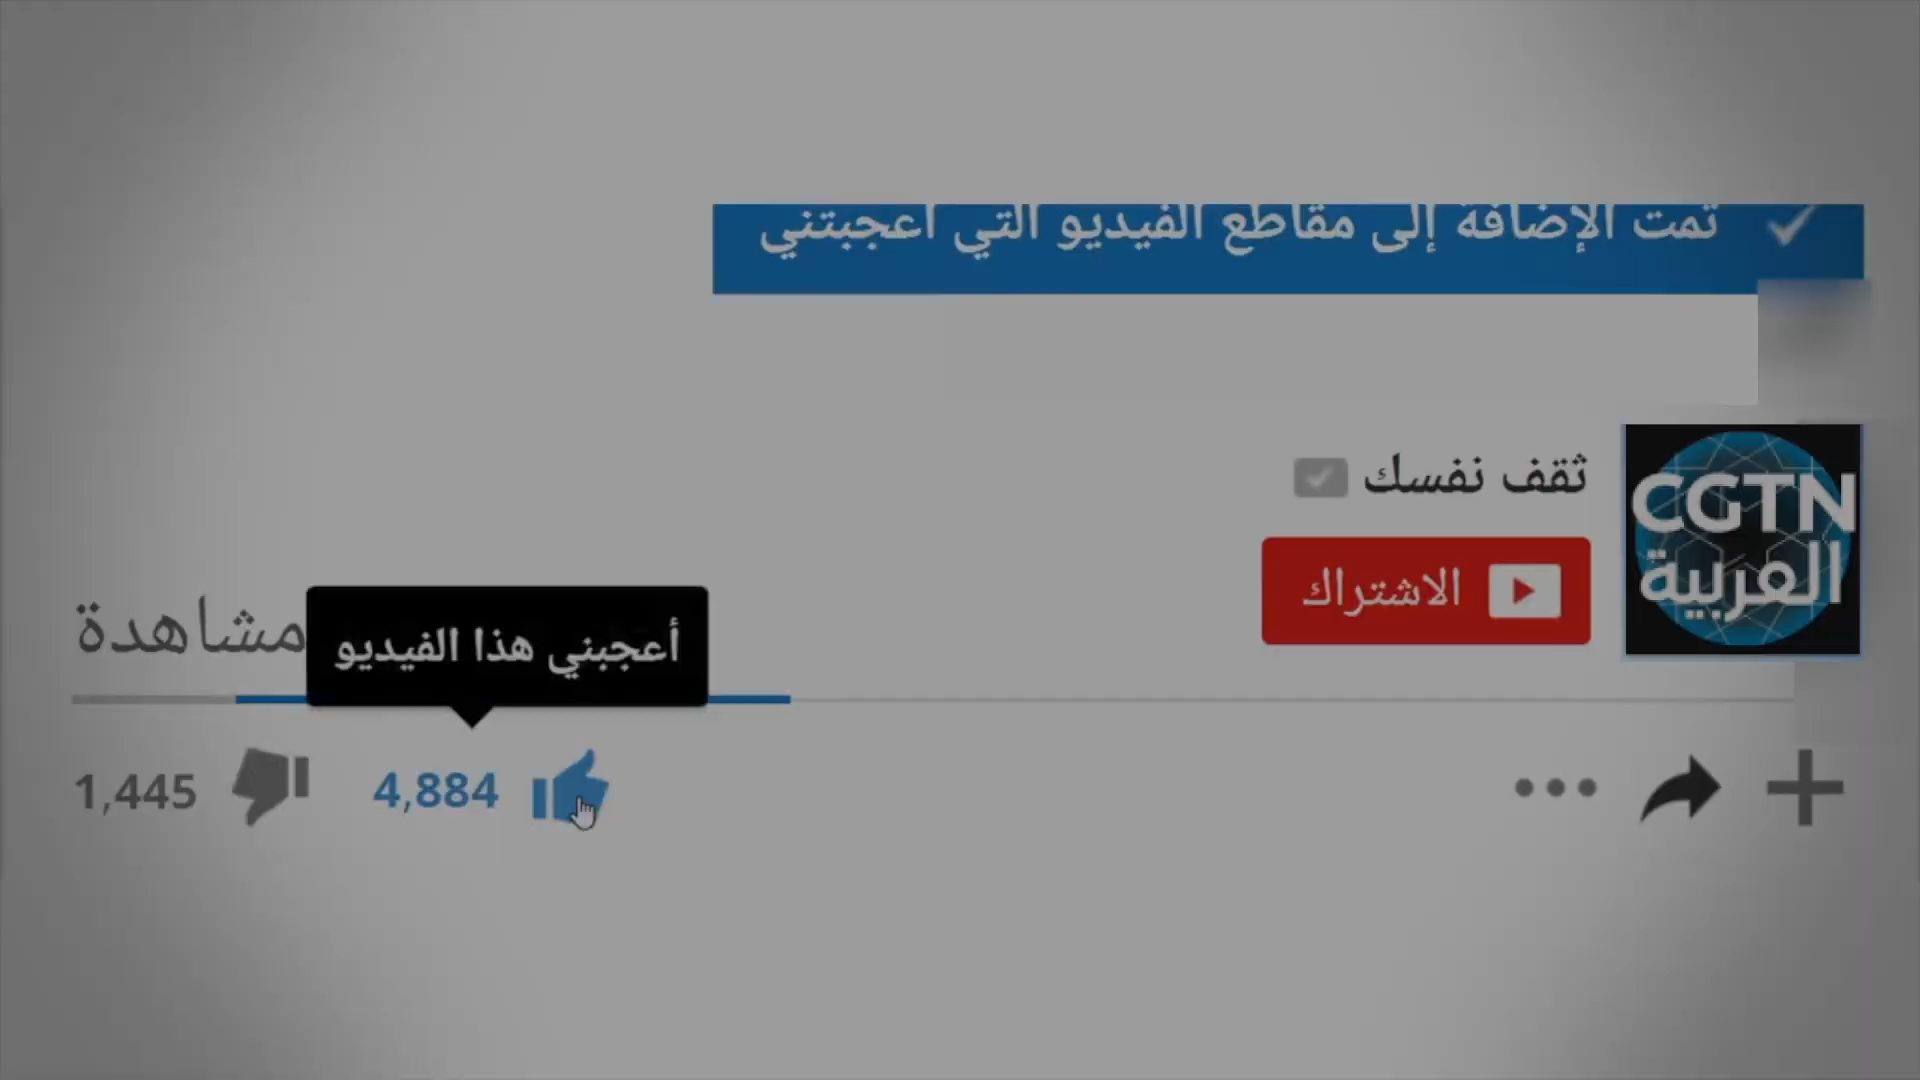 تمت الإضافة إلى مقاطع الفيديو التي أعجبتني
ثقف نفسك
CGTN
العربية
الاشتراك
أعجبني هذا الفيديو
مشاهدة
4,884
1,445